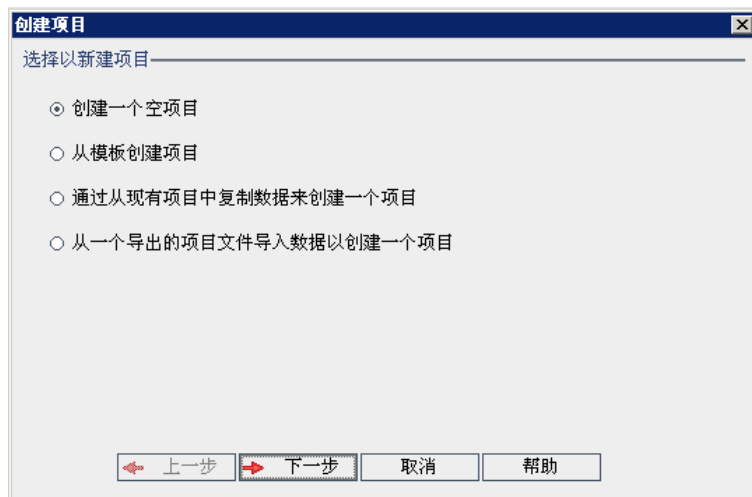 创建项目
选择以新建项目
创建一个空项目
从模板创建项目
通过从现有项目中复制数据来创建一个项目
从一个导出的项目文件导入数据以创建一个项目
上一步 下一步 取消 帮助